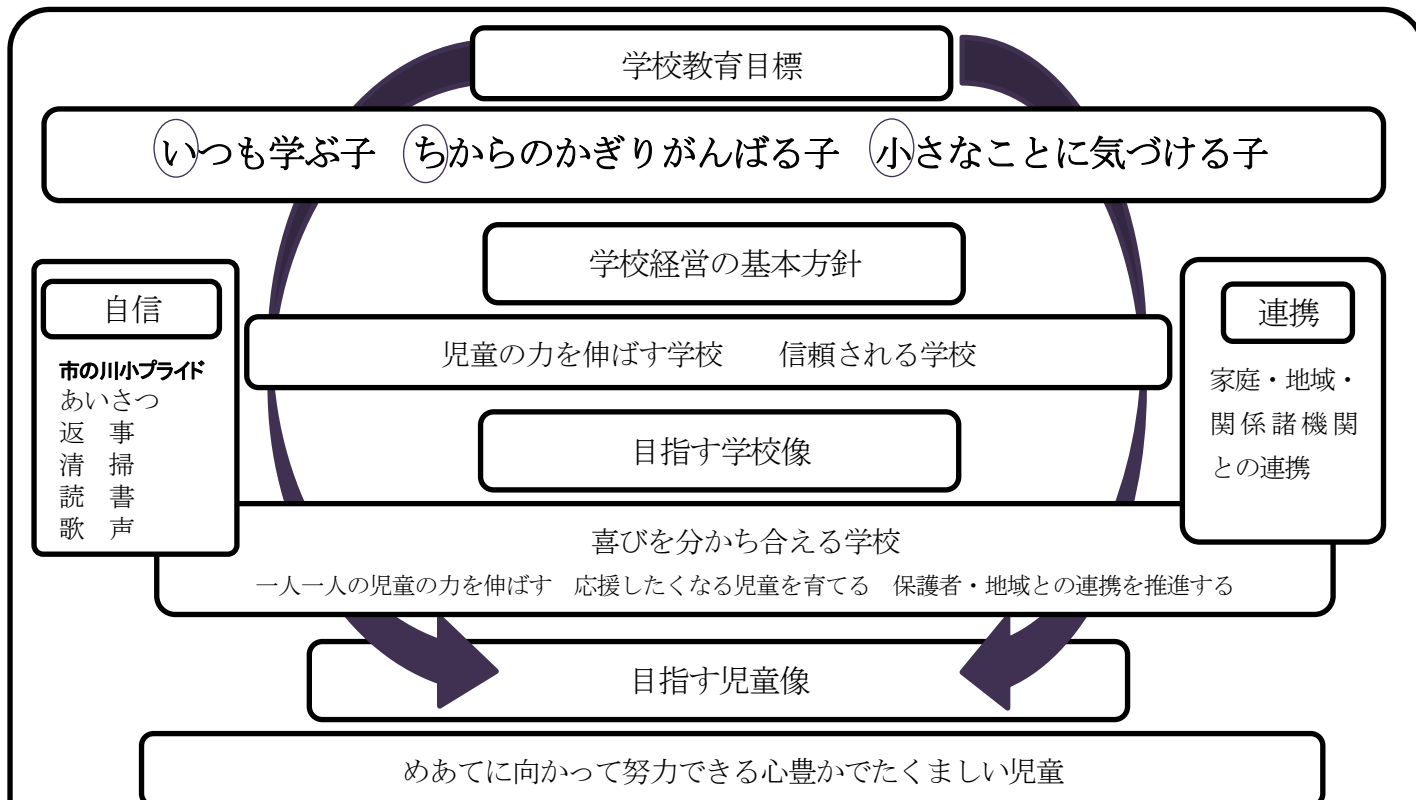 学校教育目標
いつも学ぶ子　ちからのかぎりがんばる子　小さなことに気づける子
学校経営の基本方針
児童の力を伸ばす学校　　信頼される学校
自信
市の川小プライド
あいさつ
返　事
清　掃
読　書
歌　声
連携
家庭・地域・
関係諸機関
との連携
目指す学校像
喜びを分かち合える学校
一人一人の児童の力を伸ばす　応援したくなる児童を育てる　保護者・地域との連携を推進する
目指す児童像
めあてに向かって努力できる心豊かでたくましい児童